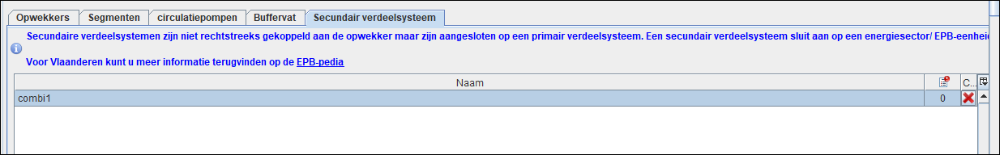 Opwekkers Segmenten circulatiepompen Buffervat Secundair verdeelsysteem
Secundaire verdeelsystemen zijn niet rechtstreeks gekoppeld aan de opwekker maar zijn aangesloten op een primair verdeelsysteem. Een secundair verdeelsysteem sluit aan op een energiesector/ EPB-eenheid
Voor Vlaanderen kunt u meer informatie terugvinden op de EPB-pedia
Naam C...
combi1 0